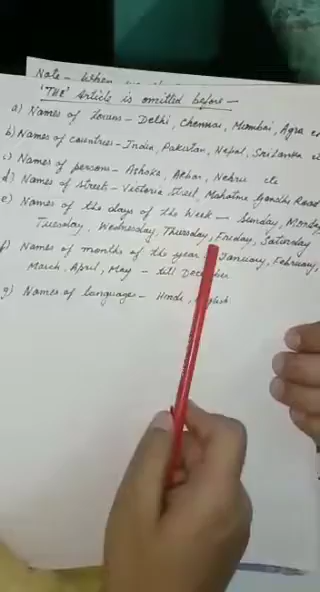 Note - When
'THE' Article is omitted before -
a) Names of Towns - Delhi, Chennai, Mumbai, Agra
b) Names of countries - India, Pakistan, Nepal, Srilanka
c) Names of persons - Ashoka, Akbar, Nehru etc
d) Names of streets - Victoria Street, Mahatma Gandhi Road
e) Names of the days of the Week - Sunday, Monday
Tuesday, Wednesday, Thursday, Friday, Saturday
f) Names of months of the year - January, February,
March, April, May - till December
g) Names of languages - Hindi, English